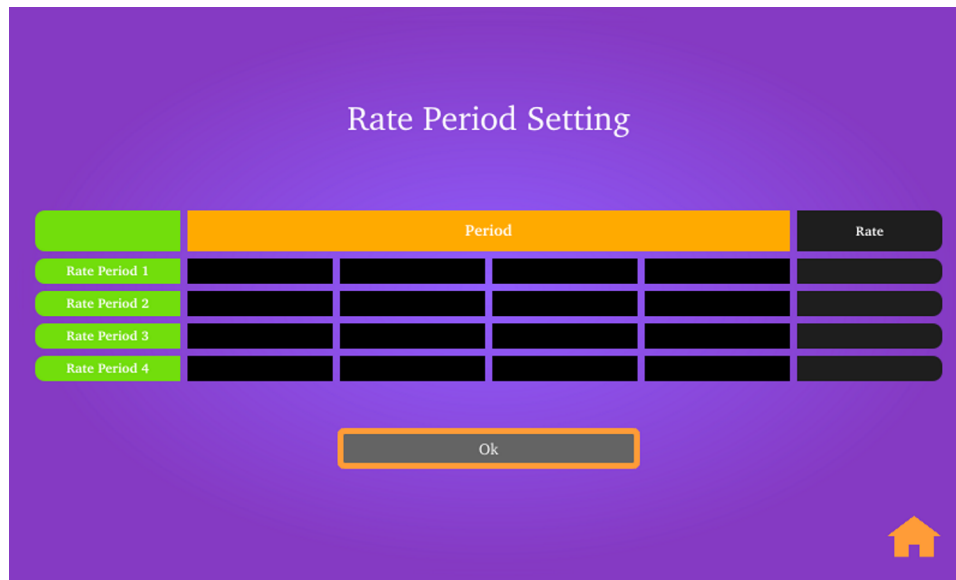 Rate Period Setting
Period Rate
Rate Period 1
Rate Period 2
Rate Period 3
Rate Period 4
Ok